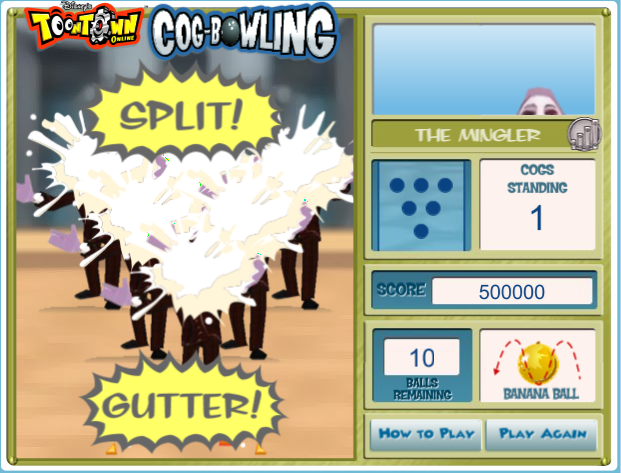 Disney's
TOONTOWN
ONLINE
COG-BOWLING
SPLIT!
GUTTER!
THE MINGLER
COGS
STANDING
1
SCORE 500000
10
BALLS
REMAINING
BANANA BALL
HOW TO PLAY
PLAY AGAIN